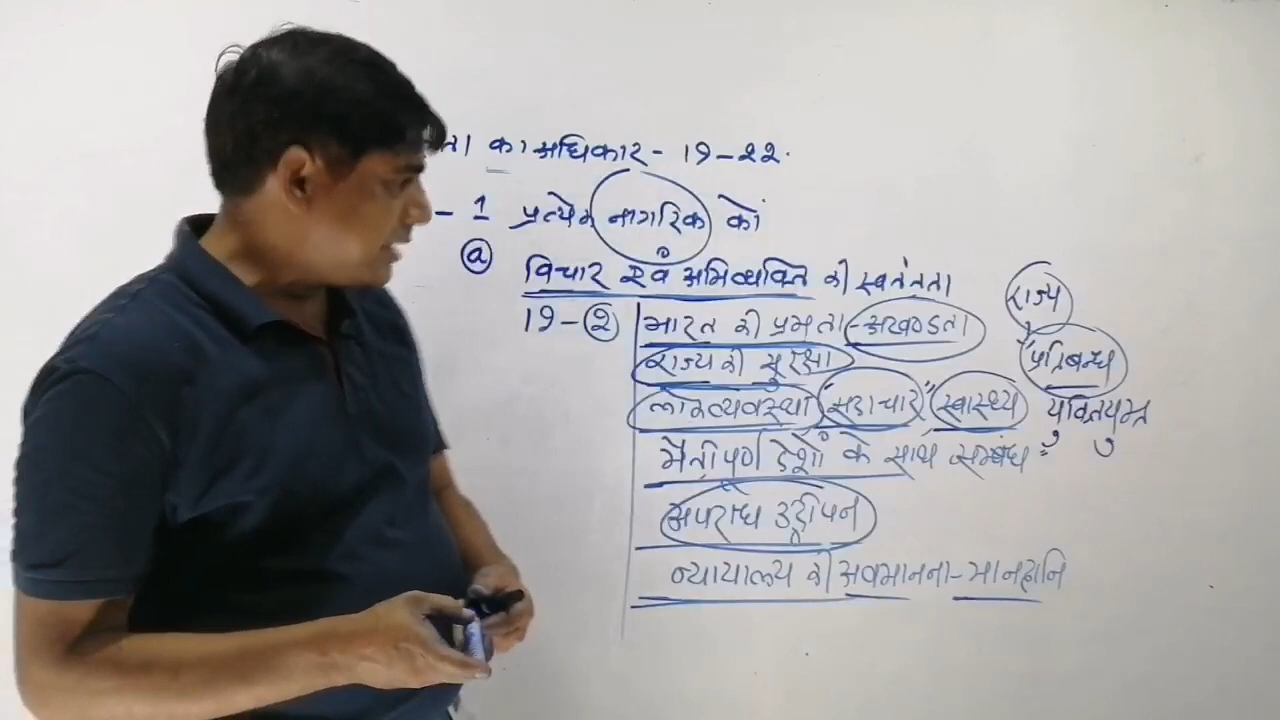 ता का अधिकार - 19-22.
- 1 प्रत्येक नागरिक को
(a) विचार एवं अभिव्यक्ति की स्वतंत्रता
19-(2) भारत की प्रभुता - अखण्डता
राज्य की सुरक्षा
लोकव्यवस्था सदाचार, स्वास्थ्य
मैत्रीपूर्ण देशों के साथ सम्बंध
अपराध उद्दीपन
न्यायालय की अवमानना - मानहानि
राज्य
प्रतिबन्ध
युक्तियुक्त